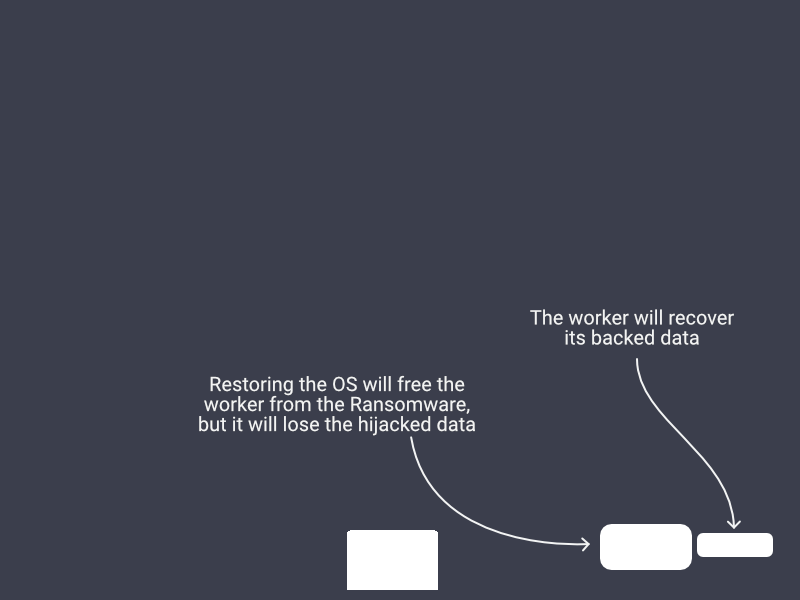 The worker will recover
its backed data
Restoring the OS will free the
worker from the Ransomware,
but it will lose the hijacked data